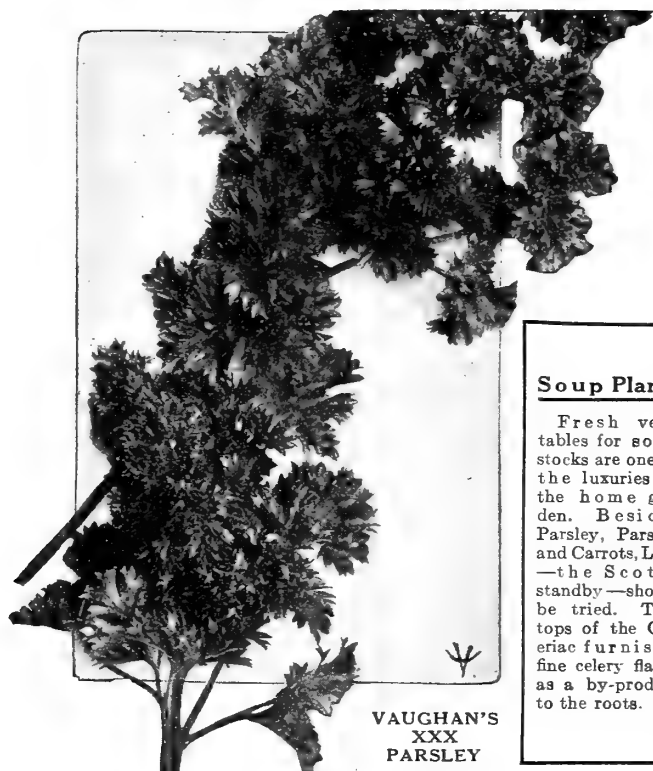 VAUGHAN'S
XXX
PARSLEY
Soup Plan
Fresh ve
tables for so
stocks are one
the luxuries
the home g
den. Besid
Parsley, Pars
and Carrots, L
—the Scot
standby—sho
be tried. T
tops of the C
eriac furnis
fine celery fla
as a by-prod
to the roots.